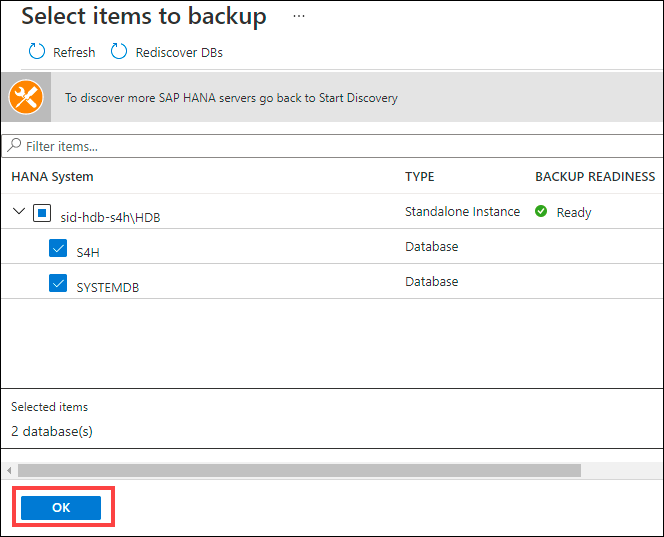 Select items to backup ...
Refresh Rediscover DBs
To discover more SAP HANA servers go back to Start Discovery
Filter items...
HANA System TYPE BACKUP READINESS
sid-hdb-s4h\HDB Standalone Instance Ready
S4H Database
SYSTEMDB Database
Selected items
2 database(s)
OK